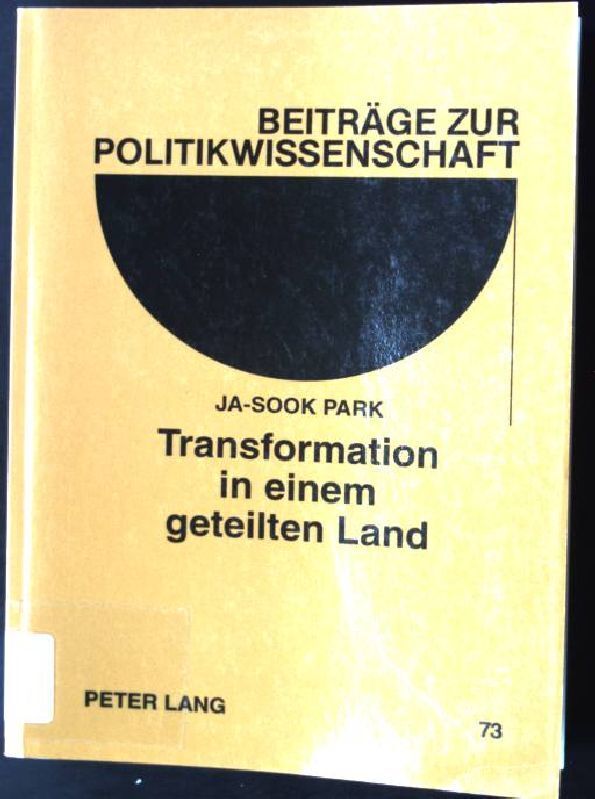 BEITRÄGE ZUR
POLITIKWISSENSCHAFT
JA-SOOK PARK
Transformation
in einem
geteilten Land
PETER LANG
73